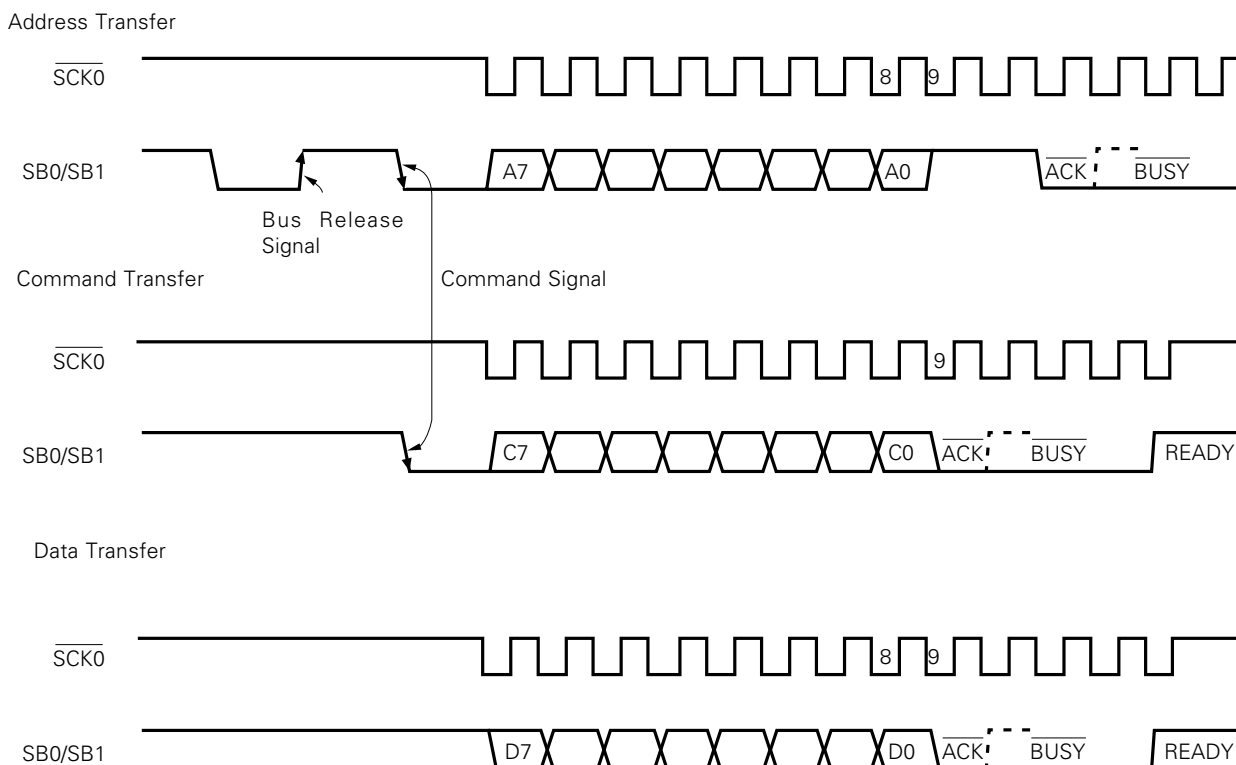 Address Transfer
SCK0
8 9
SB0/SB1
A7 A0 ACK BUSY
Bus Release
Signal
Command Transfer
Command Signal
SCK0
9
SB0/SB1
C7 C0 ACK BUSY READY
Data Transfer
SCK0
8 9
SB0/SB1
D7 D0 ACK BUSY READY